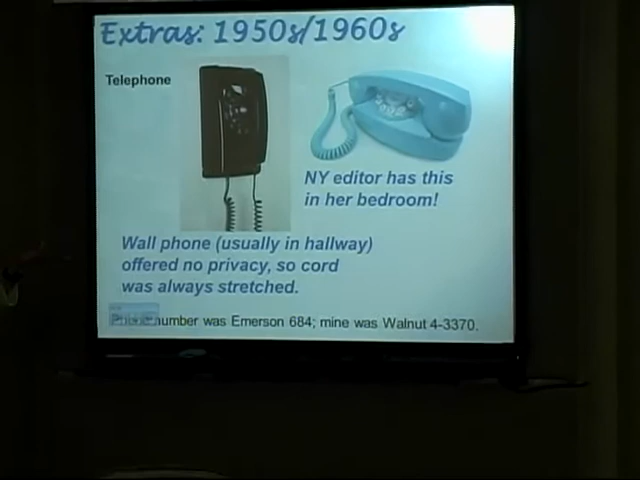 Extras: 1950s/1960s
Telephone
NY editor has this
in her bedroom!
Wall phone (usually in hallway)
offered no privacy, so cord
was always stretched.
number was Emerson 684; mine was Walnut 4-3370.